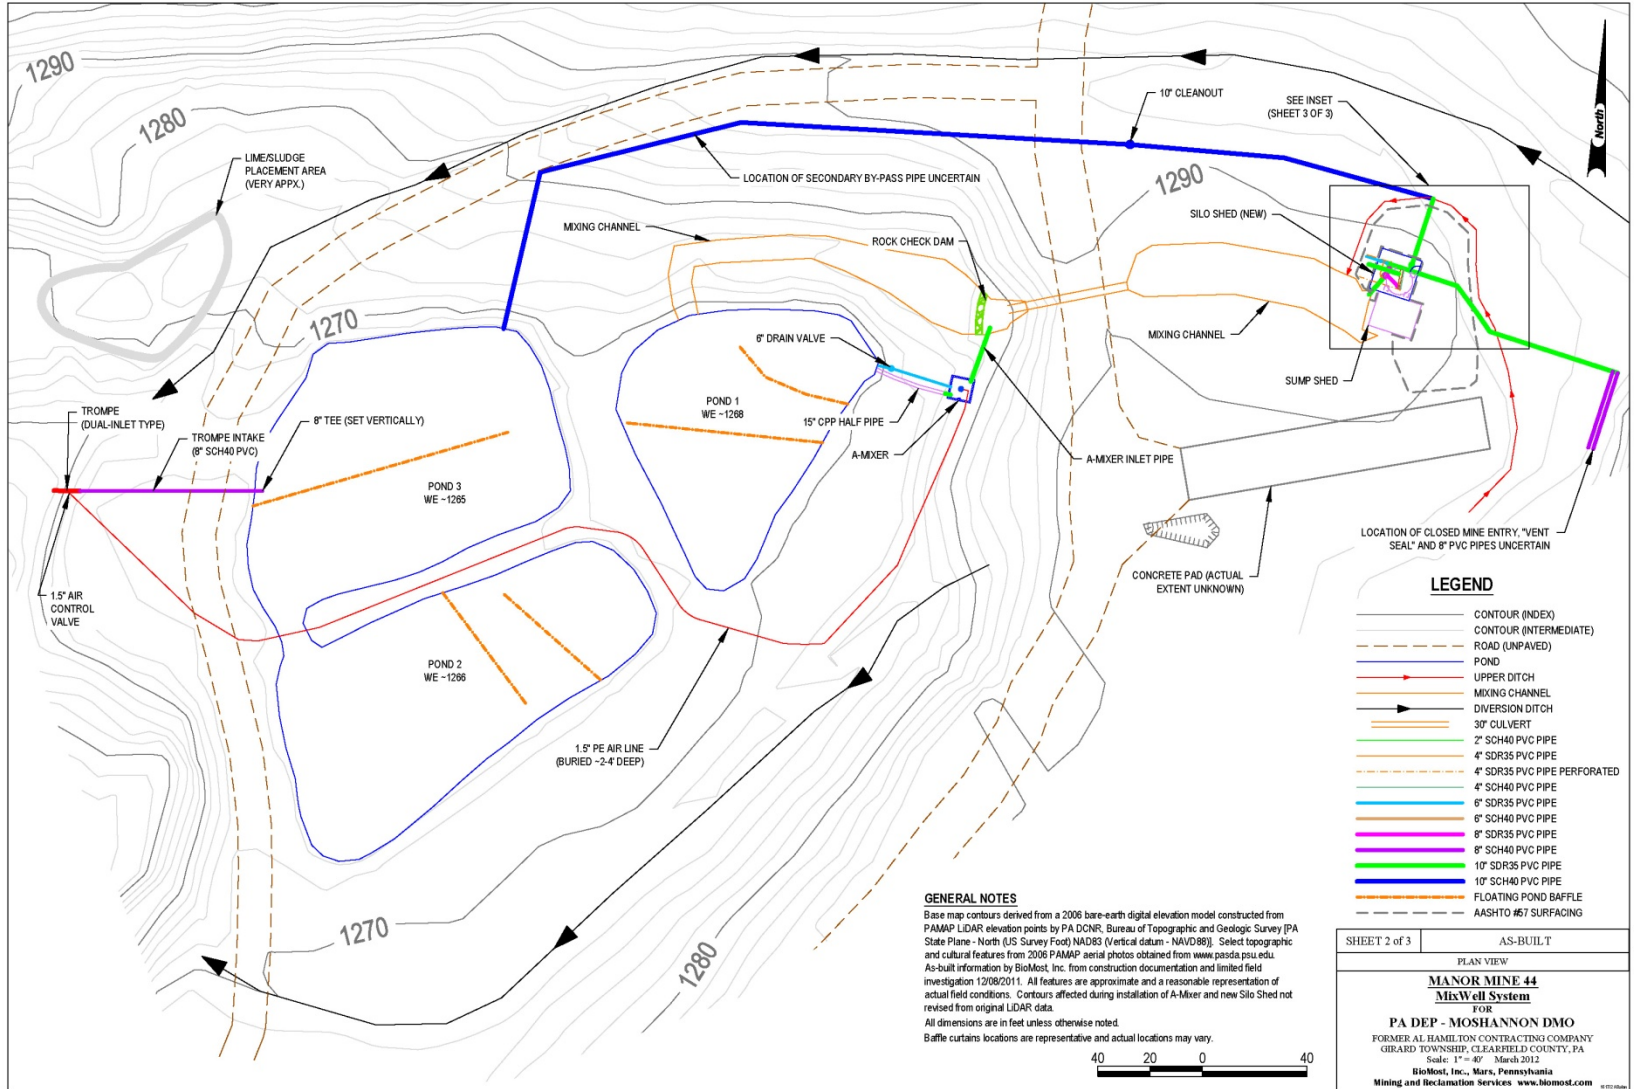 1290
1280
LIME/SLUDGE
PLACEMENT AREA
(VERY APPX.)
LOCATION OF SECONDARY BY-PASS PIPE UNCERTAIN
10" CLEANOUT
SEE INSET
(SHEET 3 OF 3)
North
1290
SILO SHED (NEW)
MIXING CHANNEL
ROCK CHECK DAM
1270
6" DRAIN VALVE
MIXING CHANNEL
SUMP SHED
TROMPE
(DUAL-INLET TYPE)
TROMPE INTAKE
(8" SCH40 PVC)
8" TEE (SET VERTICALLY)
POND 1
WE ~1268
15" CPP HALF PIPE
A-MIXER
A-MIXER INLET PIPE
POND 3
WE ~1265
LOCATION OF CLOSED MINE ENTRY, "VENT
SEAL" AND 8" PVC PIPES UNCERTAIN
CONCRETE PAD (ACTUAL
EXTENT UNKNOWN)
1.5" AIR
CONTROL
VALVE
POND 2
WE ~1266
1.5" PE AIR LINE
(BURIED ~2-4' DEEP)
1270
1280
LEGEND
CONTOUR (INDEX)
CONTOUR (INTERMEDIATE)
ROAD (UNPAVED)
POND
UPPER DITCH
MIXING CHANNEL
DIVERSION DITCH
30" CULVERT
2" SCH40 PVC PIPE
4" SDR35 PVC PIPE
4" SDR35 PVC PIPE PERFORATED
4" SCH40 PVC PIPE
6" SDR35 PVC PIPE
6" SCH40 PVC PIPE
8" SDR35 PVC PIPE
8" SCH40 PVC PIPE
10" SDR35 PVC PIPE
10" SCH40 PVC PIPE
FLOATING POND BAFFLE
AASHTO #57 SURFACING
GENERAL NOTES
Base map contours derived from a 2006 bare-earth digital elevation model constructed from
PAMAP LiDAR elevation points by PA DCNR, Bureau of Topographic and Geologic Survey [PA
State Plane - North (US Survey Foot) NAD83 (Vertical datum - NAVD88)]. Select topographic
and cultural features from 2006 PAMAP aerial photos obtained from www.pasda.psu.edu.
As-built information by BioMost, Inc. from construction documentation and limited field
investigation 12/08/2011. All features are approximate and a reasonable representation of
actual field conditions. Contours affected during installation of A-Mixer and new Silo Shed not
revised from original LiDAR data.
All dimensions are in feet unless otherwise noted.
Baffle curtains locations are representative and actual locations may vary.
40 20 0 40
SHEET 2 of 3 AS-BUILT
PLAN VIEW
MANOR MINE 44
MixWell System
FOR
PA DEP - MOSHANNON DMO
FORMER AL HAMILTON CONTRACTING COMPANY
GIRARD TOWNSHIP, CLEARFIELD COUNTY, PA
Scale: 1" = 40' March 2012
BioMost, Inc., Mars, Pennsylvania
Mining and Reclamation Services www.biomost.com